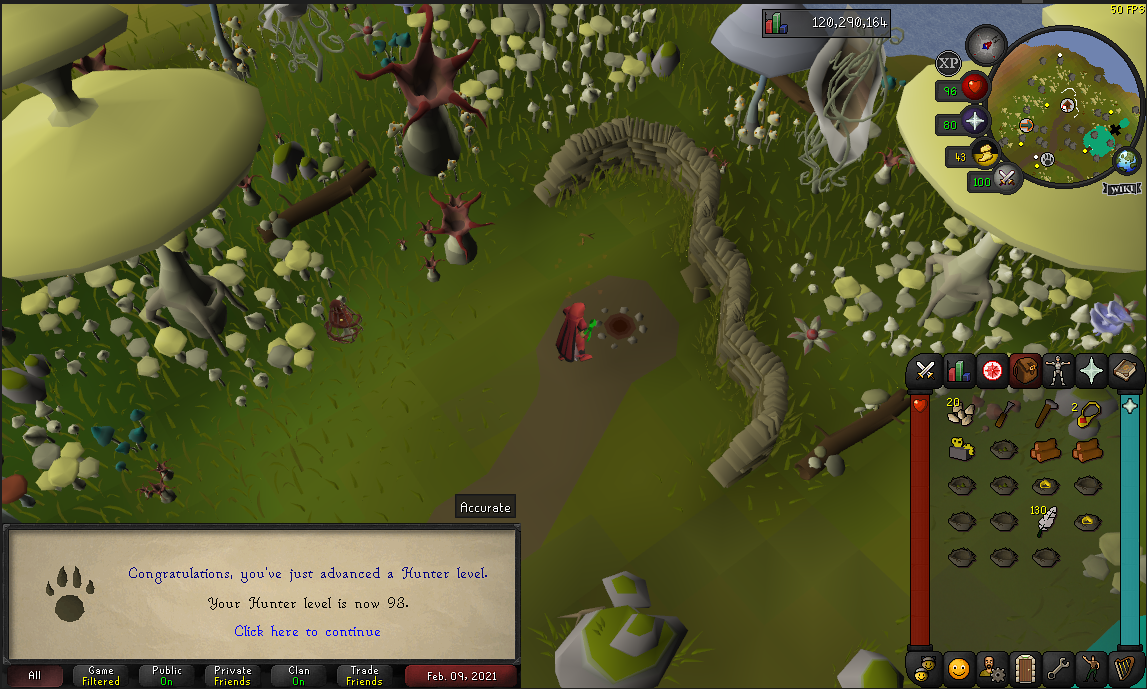 50 FPS
120,290,164
XP
96
80
43
100
WIKI
20
2
130
Accurate
Congratulations, you've just advanced a Hunter level.
Your Hunter level is now 93.
Click here to continue
All
Game
Filtered
Public
On
Private
Friends
Clan
On
Trade
Friends
Feb. 09, 2021